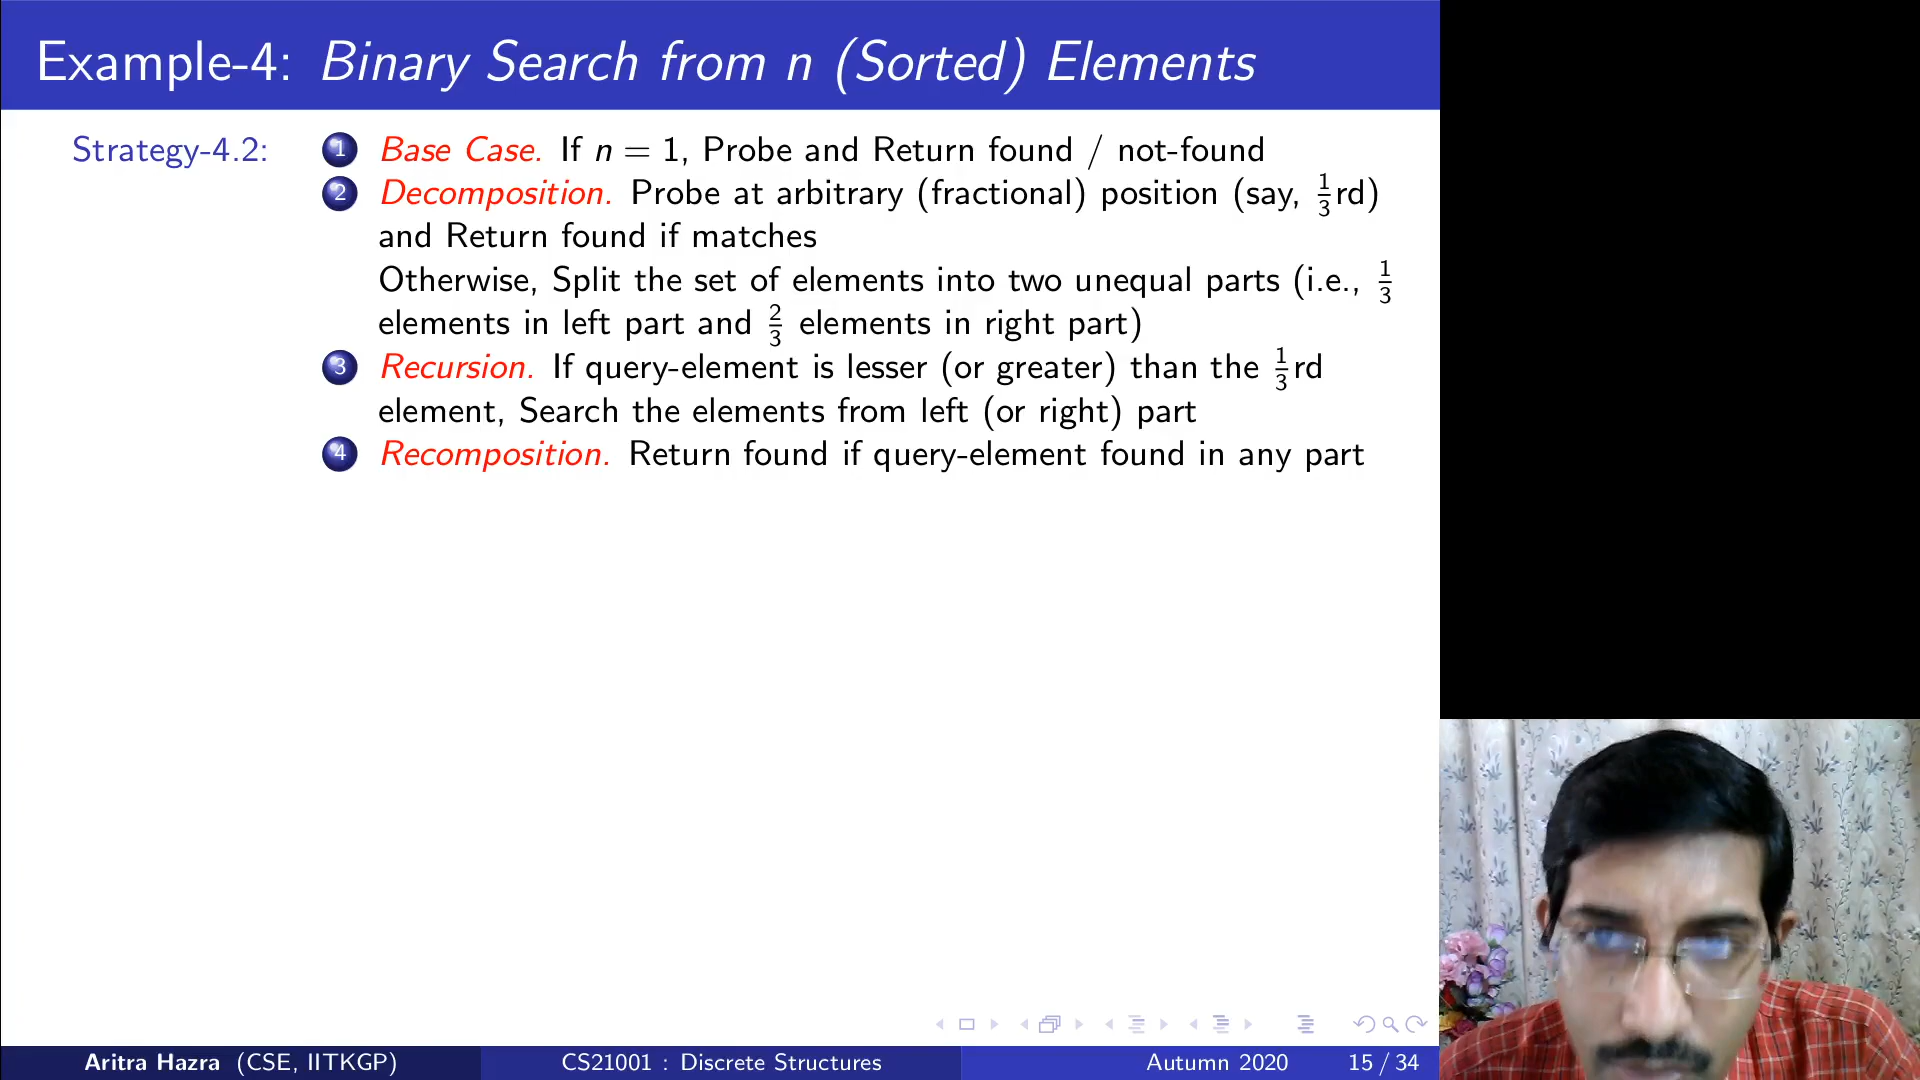 Example-4: Binary Search from n (Sorted) Elements
Strategy-4.2: 1 Base Case. If n = 1, Probe and Return found / not-found
2 Decomposition. Probe at arbitrary (fractional) position (say, 1/3rd)
and Return found if matches
Otherwise, Split the set of elements into two unequal parts (i.e., 1/3
elements in left part and 2/3 elements in right part)
3 Recursion. If query-element is lesser (or greater) than the 1/3rd
element, Search the elements from left (or right) part
4 Recomposition. Return found if query-element found in any part
Aritra Hazra (CSE, IITKGP) CS21001 : Discrete Structures Autumn 2020 15 / 34